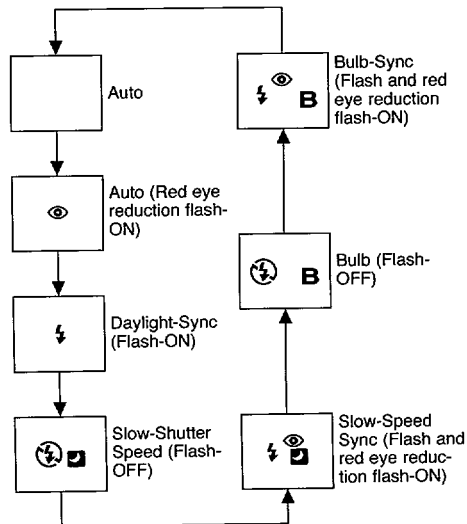 Auto
Auto (Red eye
reduction flash-
ON)
Daylight-Sync
(Flash-ON)
Slow-Shutter
Speed (Flash-
OFF)
Slow-Speed
Sync (Flash and
red eye reduc-
tion flash-ON)
B
Bulb (Flash-
OFF)
B
Bulb-Sync
(Flash and red
eye reduction
flash-ON)